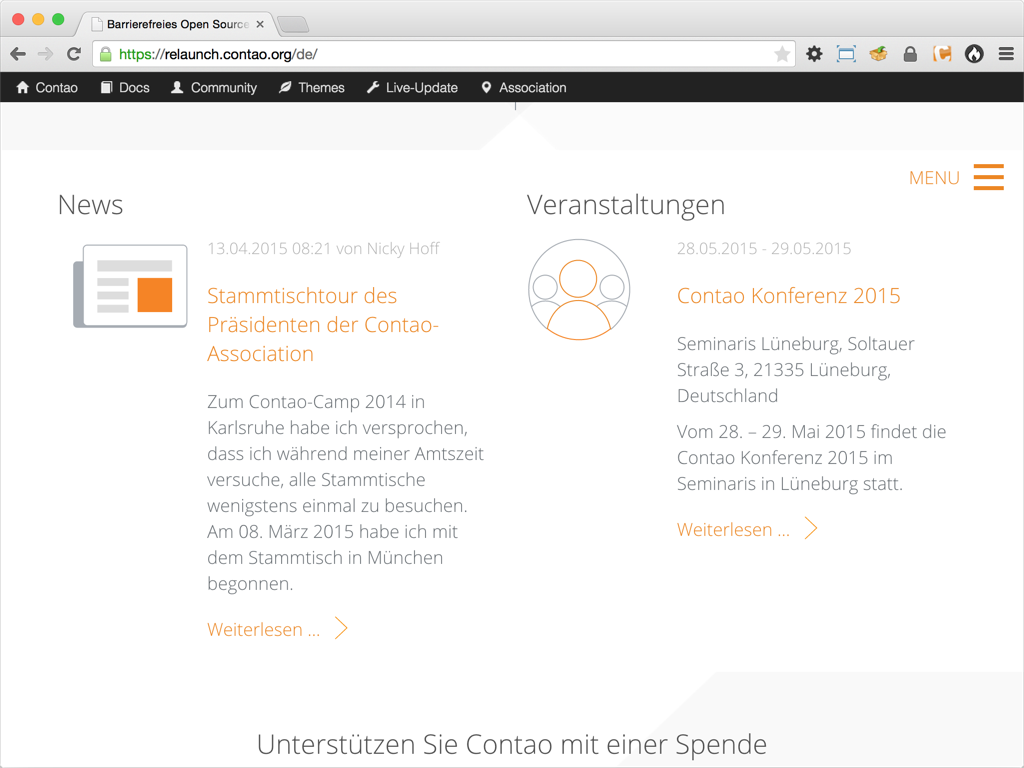 Barrierefreies Open Source
https://relaunch.contao.org/de/
Contao Docs Community Themes Live-Update Association
MENU
News
13.04.2015 08:21 von Nicky Hoff
Stammtischtour des
Präsidenten der Contao-
Association
Zum Contao-Camp 2014 in
Karlsruhe habe ich versprochen,
dass ich während meiner Amtszeit
versuche, alle Stammtische
wenigstens einmal zu besuchen.
Am 08. März 2015 habe ich mit
dem Stammtisch in München
begonnen.
Weiterlesen ...
Veranstaltungen
28.05.2015 - 29.05.2015
Contao Konferenz 2015
Seminaris Lüneburg, Soltauer
Straße 3, 21335 Lüneburg,
Deutschland
Vom 28. – 29. Mai 2015 findet die
Contao Konferenz 2015 im
Seminaris in Lüneburg statt.
Weiterlesen ...
Unterstützen Sie Contao mit einer Spende